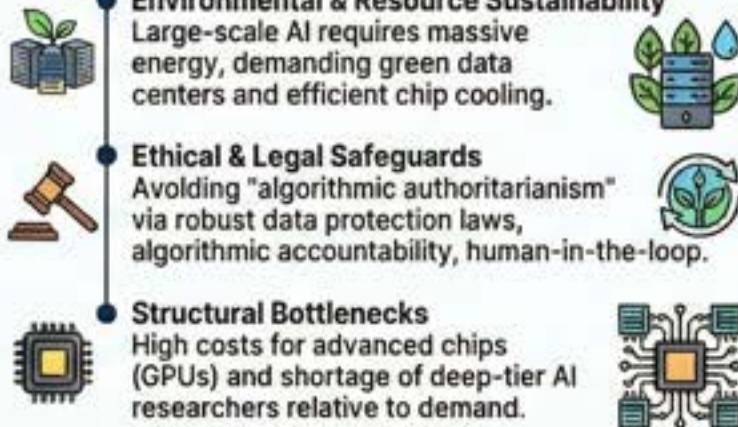 Environmental & Resource Sustainability
Large-scale AI requires massive
energy, demanding green data
centers and efficient chip cooling.
Ethical & Legal Safeguards
Avolding "algorithmic authoritarianism"
via robust data protection laws,
algorithmic accountability, human-in-the-loop.
Structural Bottlenecks
High costs for advanced chips
(GPUs) and shortage of deep-tier AI
researchers relative to demand.